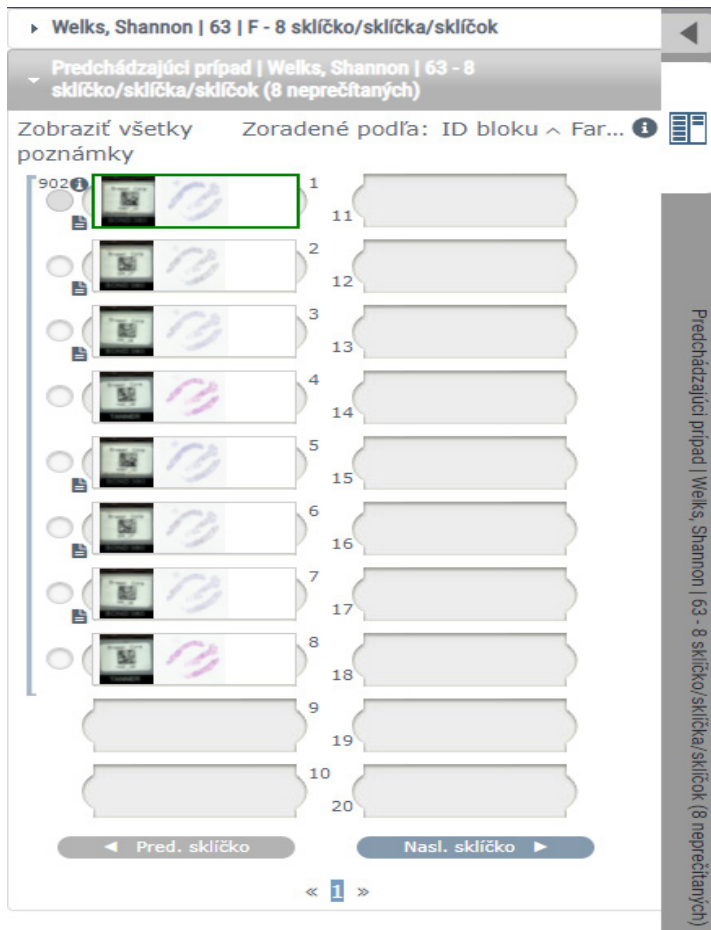 Welks, Shannon | 63 | F - 8 sklíčko/sklíčka/sklíčok
Predchádzajúci prípad | Welks, Shannon | 63 - 8
sklíčko/sklíčka/sklíčok (8 neprečítaných)
Zobraziť všetky
poznámky
Zoradené podľa: ID bloku ^ Far...
902
1
2
3
4
5
6
7
8
9
10
11
12
13
14
15
16
17
18
19
20
Pred. sklíčko
Nasl. sklíčko
« 1 »
Predchádzajúci prípad | Welks, Shannon | 63 - 8 sklíčko/sklíčka/sklíčok (8 neprečítaných)